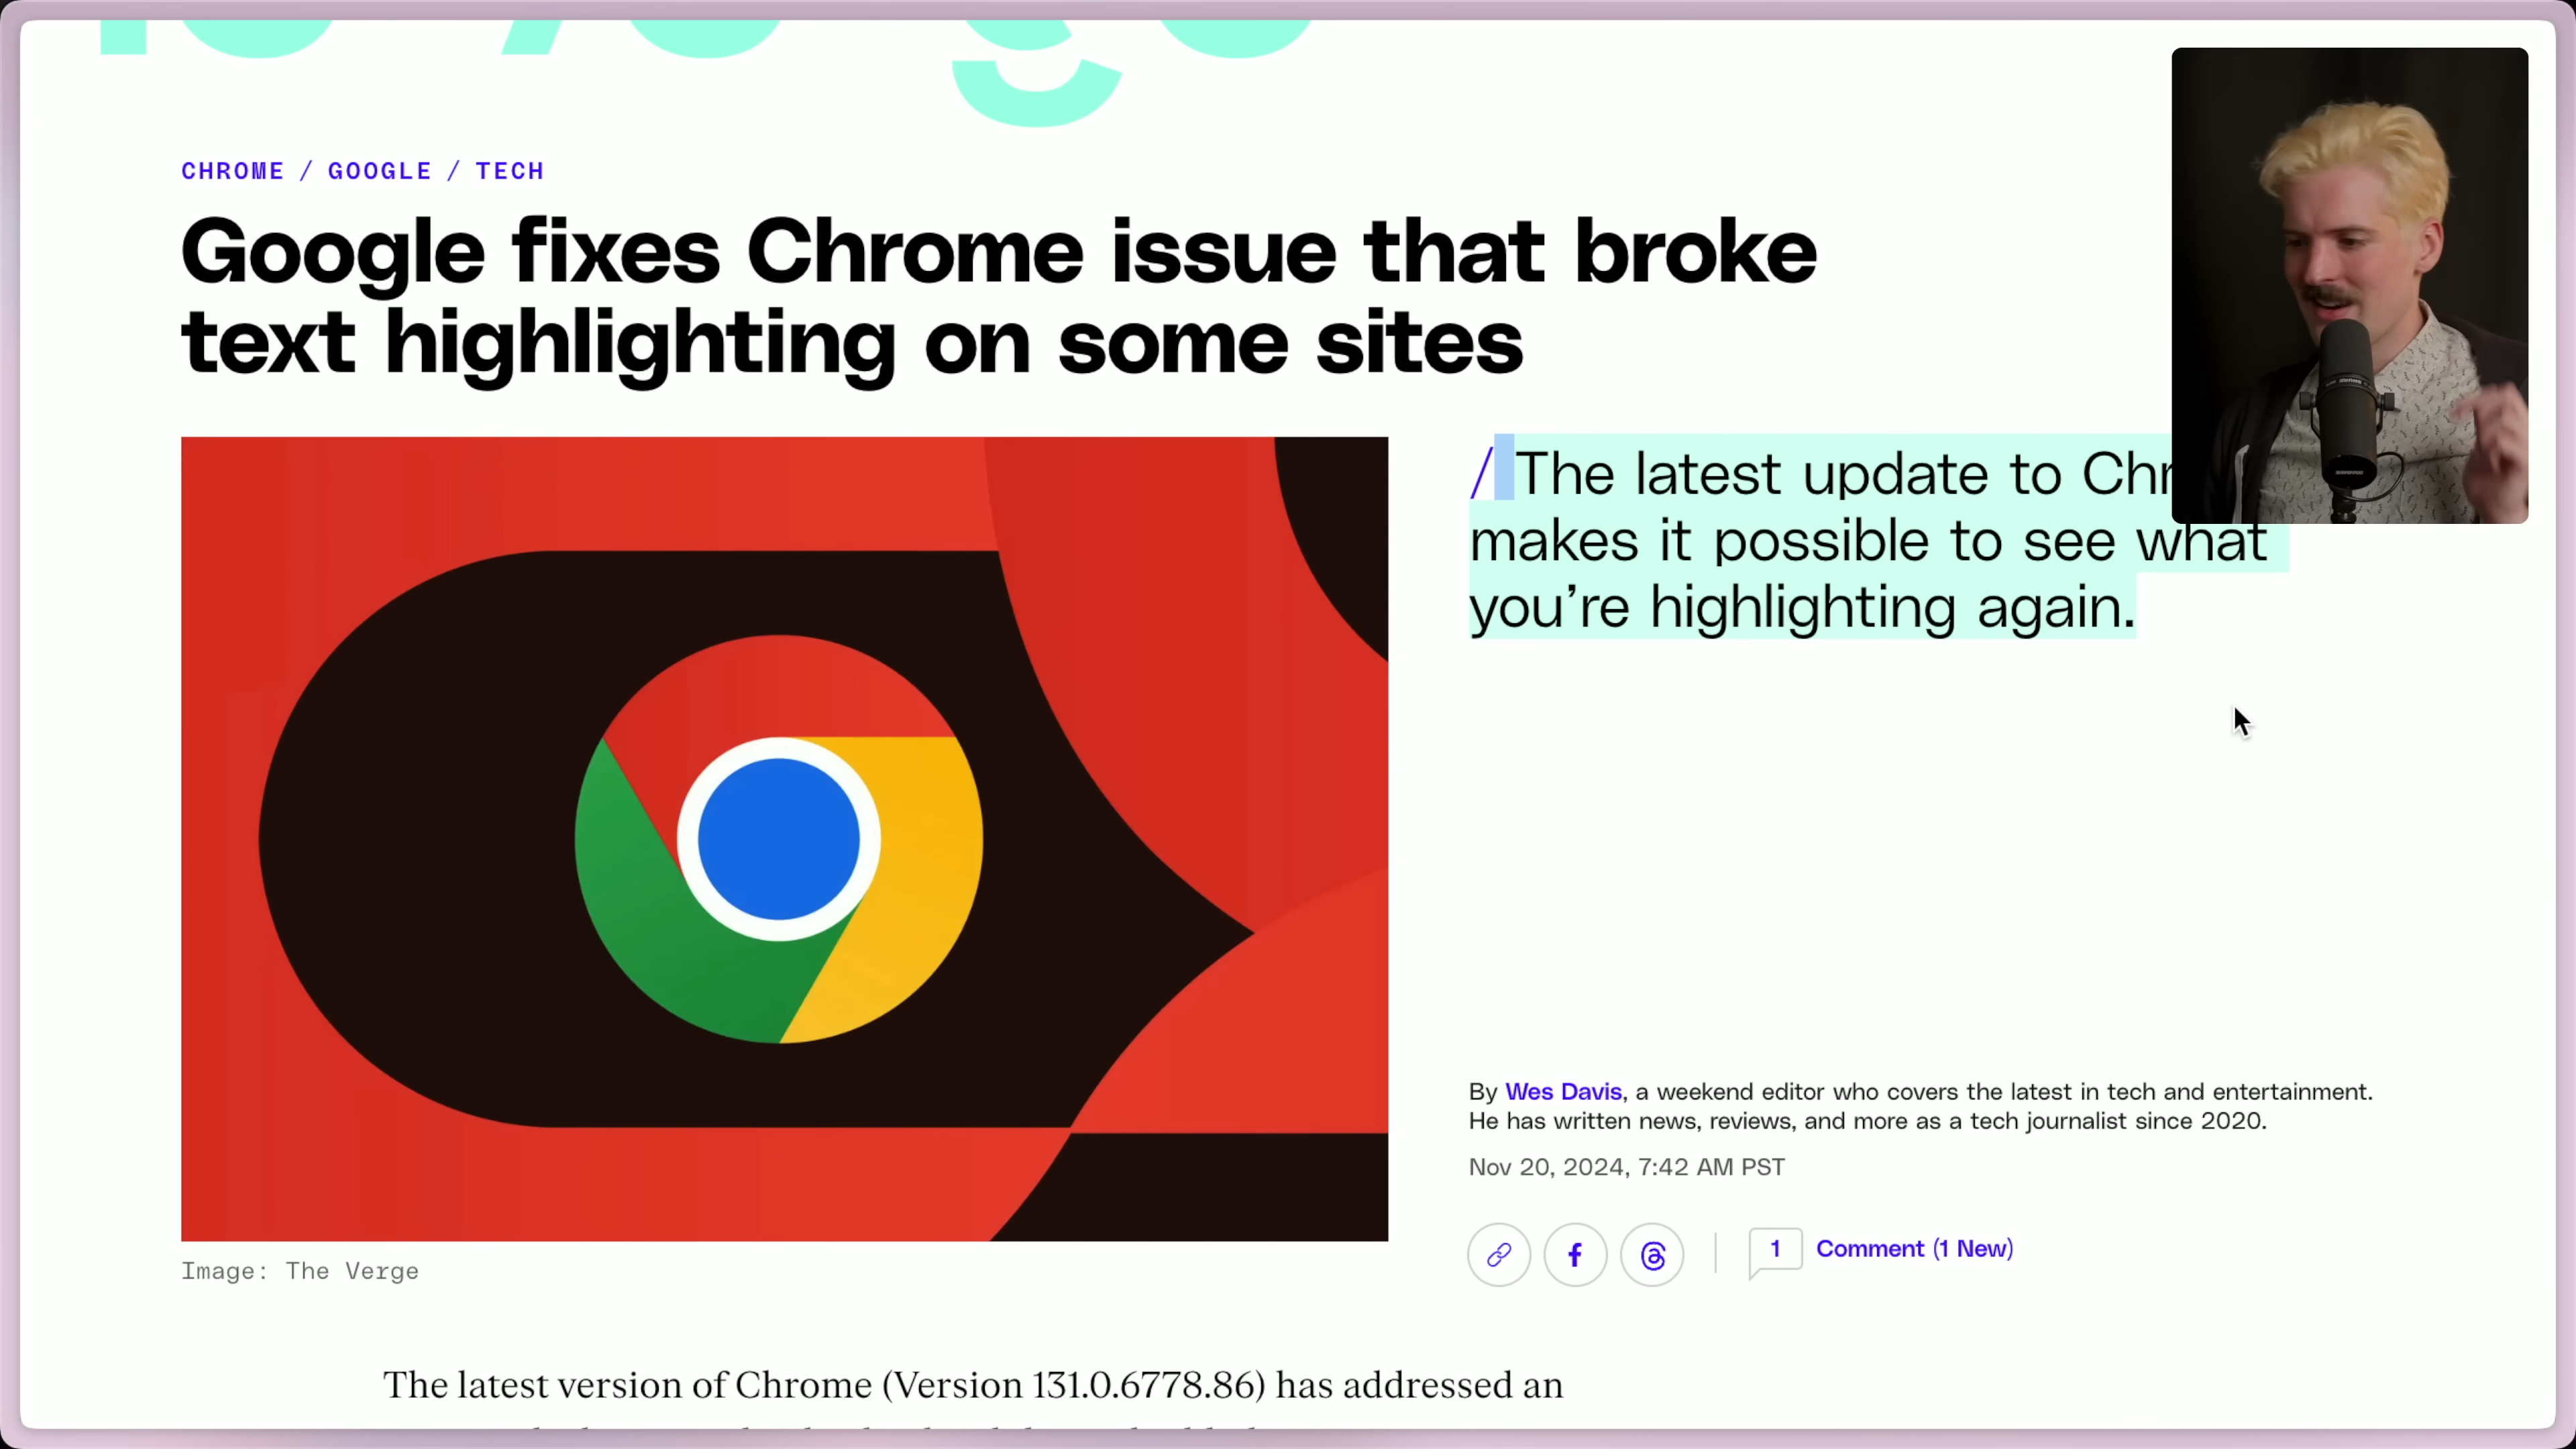 CHROME / GOOGLE / TECH
Google fixes Chrome issue that broke
text highlighting on some sites
/ The latest update to
makes it possible to see what
you’re highlighting again.
By Wes Davis, a weekend editor who covers the latest in tech and entertainment.
He has written news, reviews, and more as a tech journalist since 2020.
Nov 20, 2024, 7:42 AM PST
1 Comment (1 New)
Image: The Verge
The latest version of Chrome (Version 131.0.6778.86) has addressed an